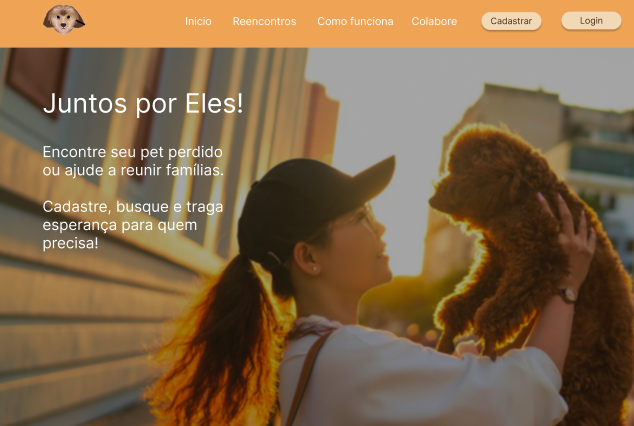 Inicio Reencontros Como funciona Colabore Cadastrar Login
Juntos por Eles!
Encontre seu pet perdido
ou ajude a reunir famílias.
Cadastre, busque e traga
esperança para quem
precisa!